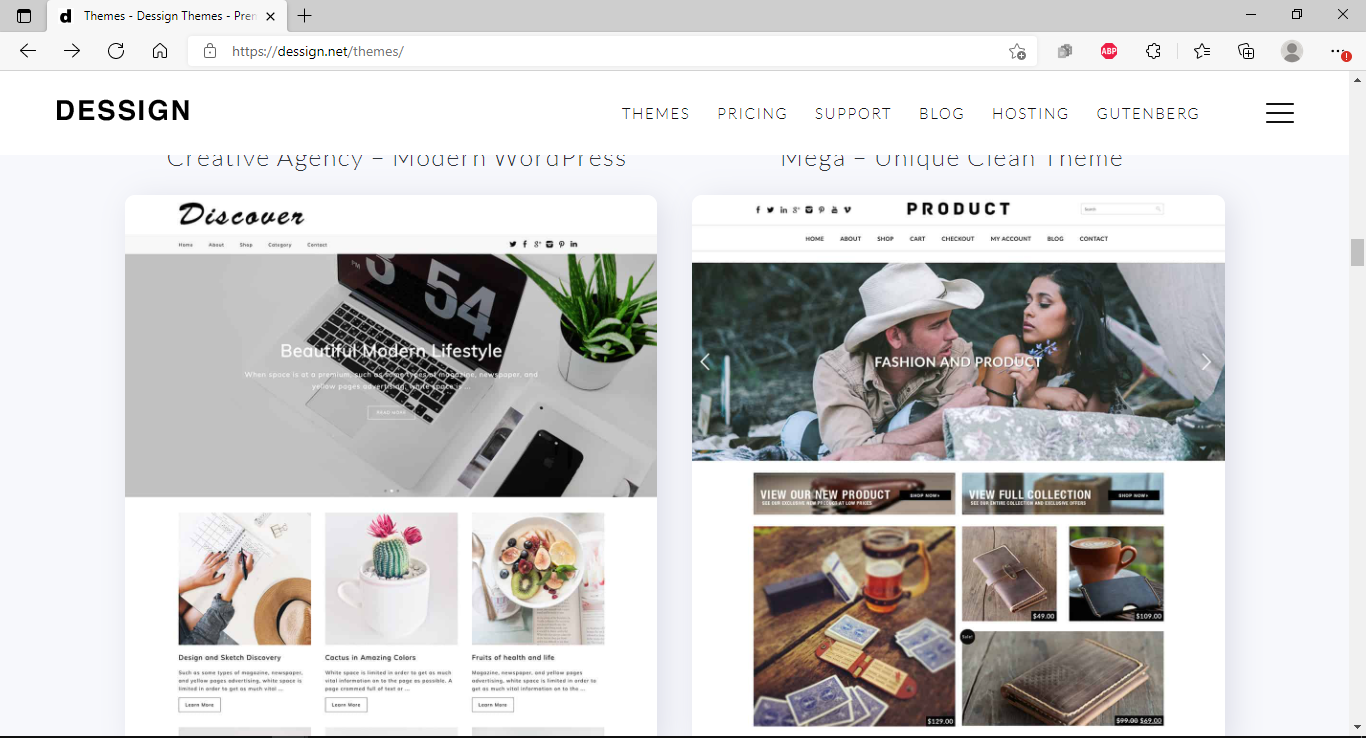 Themes - Dessign Themes - Pren
https://dessign.net/themes/
ABP
DESSIGN
THEMES PRICING SUPPORT BLOG HOSTING GUTENBERG
Creative Agency – Modern WordPress
Mega – Unique Clean Theme
Discover
Home About Shop Category Contact
3 54
PM
Beautiful Modern Lifestyle
When space is at a premium, such as some types of magazine, newspaper, and
yellow pages advertising, white space is ...
READ MORE
Design and Sketch Discovery
Such as some types of magazine, newspaper,
and yellow pages advertising, white space is
limited in order to get as much vital ...
Learn More
Cactus in Amazing Colors
White space is limited in order to get as much
vital information on to the page as possible. A
page crammed full of text or ...
Learn More
Fruits of health and life
Magazine, newspaper, and yellow pages
advertising, white space is limited in order to
get as much vital information on to the ...
Learn More
PRODUCT
Search
HOME ABOUT SHOP CART CHECKOUT MY ACCOUNT BLOG CONTACT
FASHION AND PRODUCT
VIEW OUR NEW PRODUCT
SEE OUR EXCLUSIVE NEW PRODUCT AT LOW PRICES
SHOP NOW+
VIEW FULL COLLECTION
SEE OUR ENTIRE COLLECTION AND EXCLUSIVE OFFERS
SHOP NOW+
$49.00
$109.00
Sale!
$129.00
$99.00 $69.00